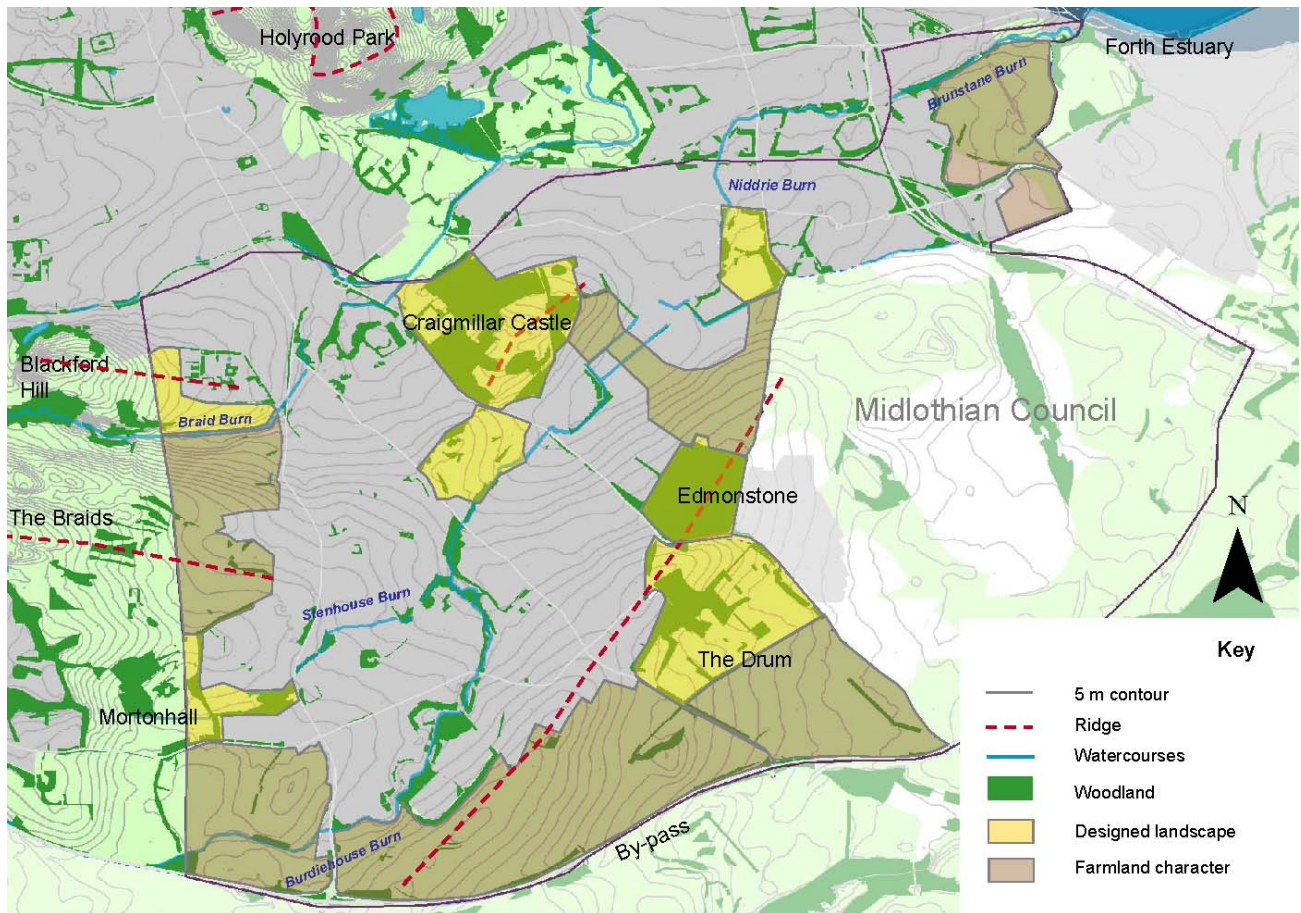 Holyrood Park
Forth Estuary
Brunstane Burn
Niddrie Burn
Craigmillar Castle
Blackford
Hill
Braid Burn
Midlothian Council
Edmonstone
The Braids
N
Stenhouse Burn
The Drum
Mortonhall
By-pass
Burdiehouse Burn
Key
5 m contour
Ridge
Watercourses
Woodland
Designed landscape
Farmland character